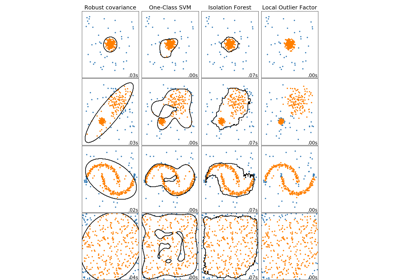 Robust covariance One-Class SVM Isolation Forest Local Outlier Factor
.03s .00s .07s .00s
.03s .00s .07s .00s
.02s .00s .07s .00s
.04s .00s .07s .00s